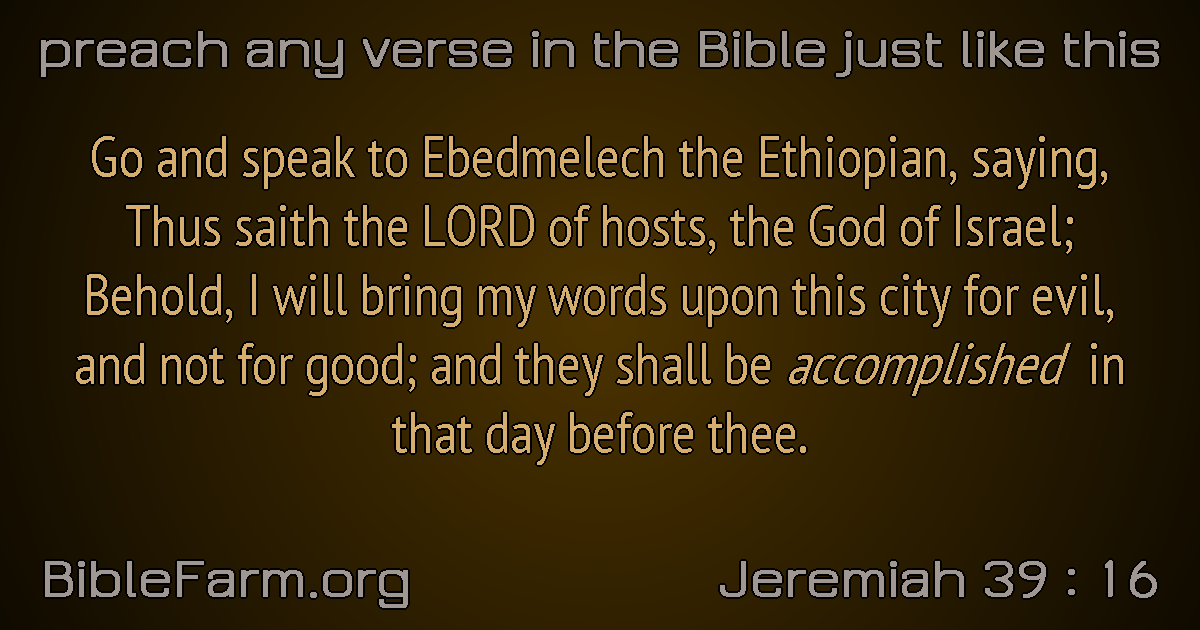 preach any verse in the Bible just like this
Go and speak to Ebedmelech the Ethiopian, saying,
Thus saith the LORD of hosts, the God of Israel;
Behold, I will bring my words upon this city for evil,
and not for good; and they shall be accomplished in
that day before thee.
BibleFarm.org
Jeremiah 39 : 16